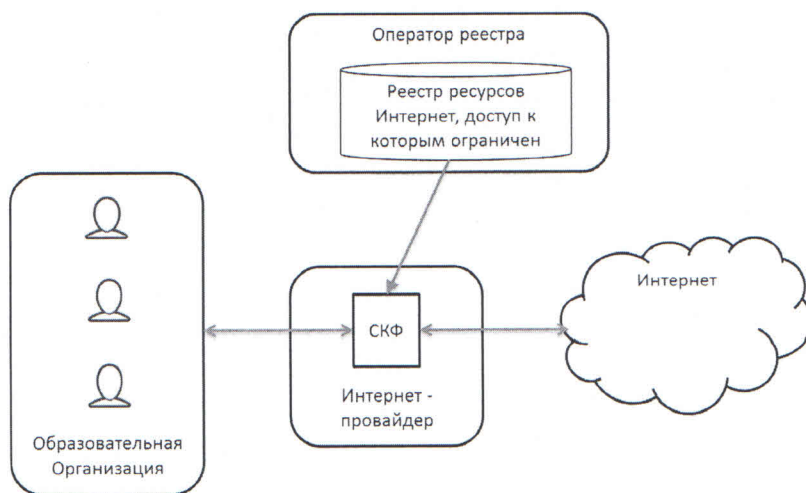 Оператор реестра
Реестр ресурсов
Интернет, доступ к
которым ограничен
Интернет
СКФ
Интернет -
провайдер
Образовательная
Организация